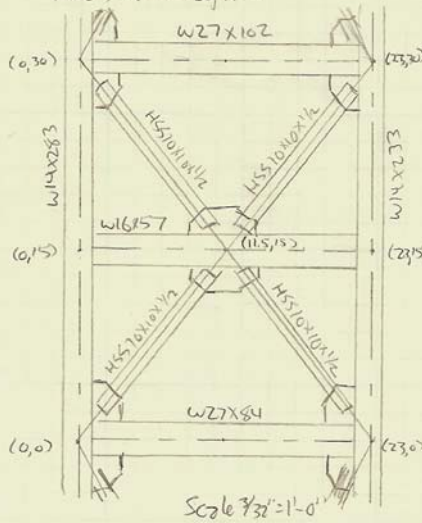 W27X102
(0,30)
(23,30)
HSS10X10X1/2
HSS10X10X1/2
W14X283
W14X233
W16X57
(0,15)
(11.5,15)
(23,15)
HSS10X10X1/2
HSS10X10X1/2
W27X84
(0,0)
(23,0)
Scale 3/32"=1'-0"